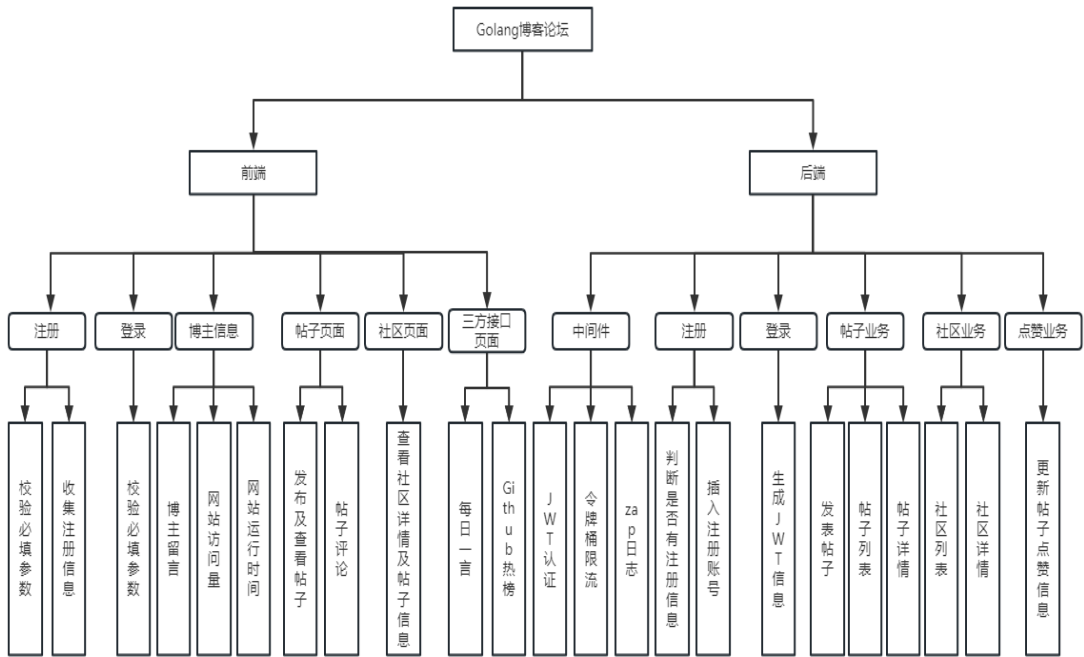 Golang博客论坛
前端
后端
注册
登录
博主信息
帖子页面
社区页面
三方接口
页面
中间件
注册
登录
帖子业务
社区业务
点赞业务
校验必填参数
收集注册信息
校验必填参数
博主留言
网站访问量
网站运行时间
发布及查看帖子
帖子评论
查看社区详情及帖子信息
每日一言
Github热榜
JWT认证
令牌桶限流
zap日志
判断是否有注册信息
插入注册账号
生成JWT信息
发表帖子
帖子列表
帖子详情
社区列表
社区详情
更新帖子点赞信息